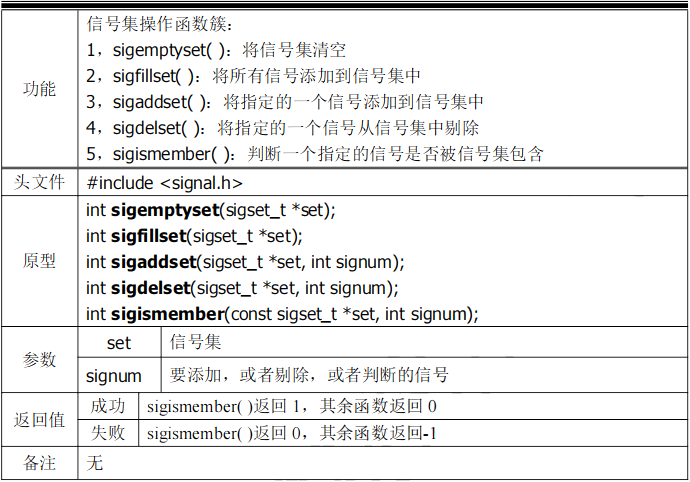 功能
信号集操作函数簇：
1，sigemptyset( )：将信号集清空
2，sigfillset( )：将所有信号添加到信号集中
3，sigaddset( )：将指定的一个信号添加到信号集中
4，sigdelset( )：将指定的一个信号从信号集中剔除
5，sigismember( )：判断一个指定的信号是否被信号集包含
头文件 #include <signal.h>
原型
int sigemptyset(sigset_t *set);
int sigfillset(sigset_t *set);
int sigaddset(sigset_t *set, int signum);
int sigdelset(sigset_t *set, int signum);
int sigismember(const sigset_t *set, int signum);
参数
set 信号集
signum 要添加，或者剔除，或者判断的信号
返回值
成功 sigismember( )返回 1，其余函数返回 0
失败 sigismember( )返回 0，其余函数返回-1
备注 无